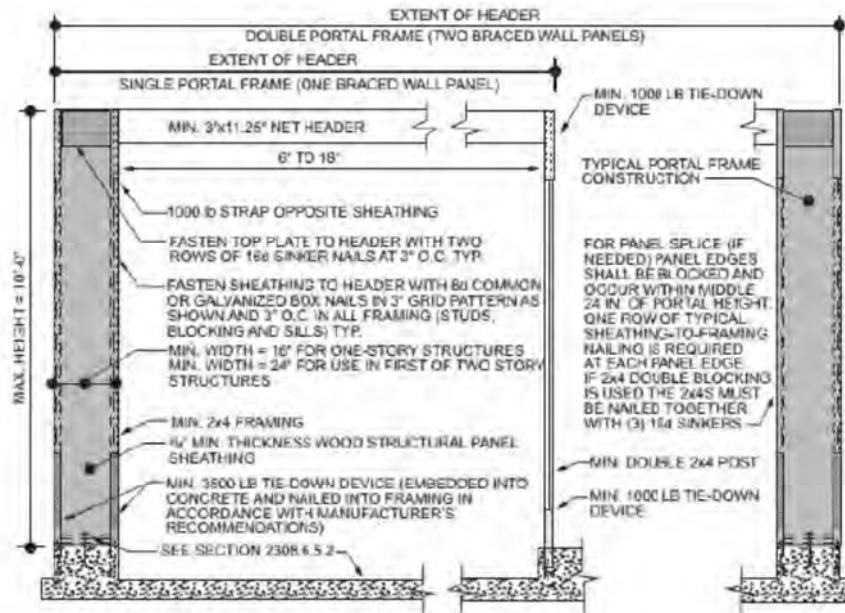 EXTENT OF HEADER
DOUBLE PORTAL FRAME (TWO BRACED WALL PANELS)
EXTENT OF HEADER
SINGLE PORTAL FRAME (ONE BRACED WALL PANEL)
MIN. 1000 LB TIE-DOWN
DEVICE
MIN. 3"x11.25" NET HEADER
6' TO 18'
TYPICAL PORTAL FRAME
CONSTRUCTION
1000 lb STRAP OPPOSITE SHEATHING
FASTEN TOP PLATE TO HEADER WITH TWO
ROWS OF 16d SINKER NAILS AT 3" O.C. TYP.
FASTEN SHEATHING TO HEADER WITH 8d COMMON
OR GALVANIZED BOX NAILS IN 3" GRID PATTERN AS
SHOWN AND 3" O.C. IN ALL FRAMING (STUDS,
BLOCKING AND SILLS) TYP.
MIN. WIDTH = 16" FOR ONE-STORY STRUCTURES
MIN. WIDTH = 24" FOR USE IN FIRST OF TWO STORY
STRUCTURES
FOR PANEL SPLICE (IF
NEEDED) PANEL EDGES
SHALL BE BLOCKED AND
OCCUR WITHIN MIDDLE
24 IN. OF PORTAL HEIGHT.
ONE ROW OF TYPICAL
SHEATHING-TO-FRAMING
NAILING IS REQUIRED
AT EACH PANEL EDGE.
IF 2x4 DOUBLE BLOCKING
IS USED THE 2x4S MUST
BE NAILED TOGETHER
WITH (3) 16d SINKERS
MAX. HEIGHT = 10'-0"
MIN. 2x4 FRAMING
MIN. THICKNESS WOOD STRUCTURAL PANEL
SHEATHING
MIN. 3500 LB TIE-DOWN DEVICE (EMBEDDED INTO
CONCRETE AND NAILED INTO FRAMING IN
ACCORDANCE WITH MANUFACTURER'S
RECOMMENDATIONS)
SEE SECTION 2308.6.5.2
MIN. DOUBLE 2x4 POST
MIN. 1000 LB TIE-DOWN
DEVICE